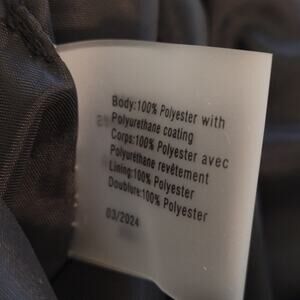 Body:100% Polyester with
Polyurethane coating
Corps:100% Polyester avec
Polyuréthane revêtement
Lining:100% Polyester
Doublure:100% Polyester
03/2024